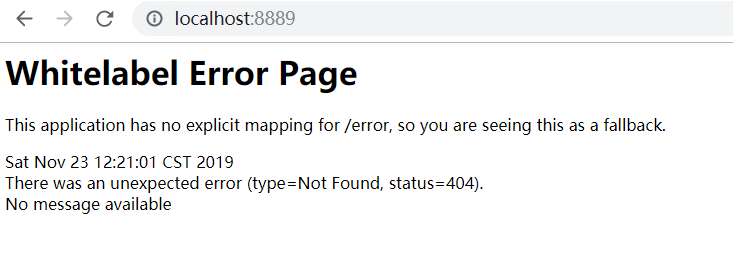 localhost:8889
Whitelabel Error Page
This application has no explicit mapping for /error, so you are seeing this as a fallback.
Sat Nov 23 12:21:01 CST 2019
There was an unexpected error (type=Not Found, status=404).
No message available